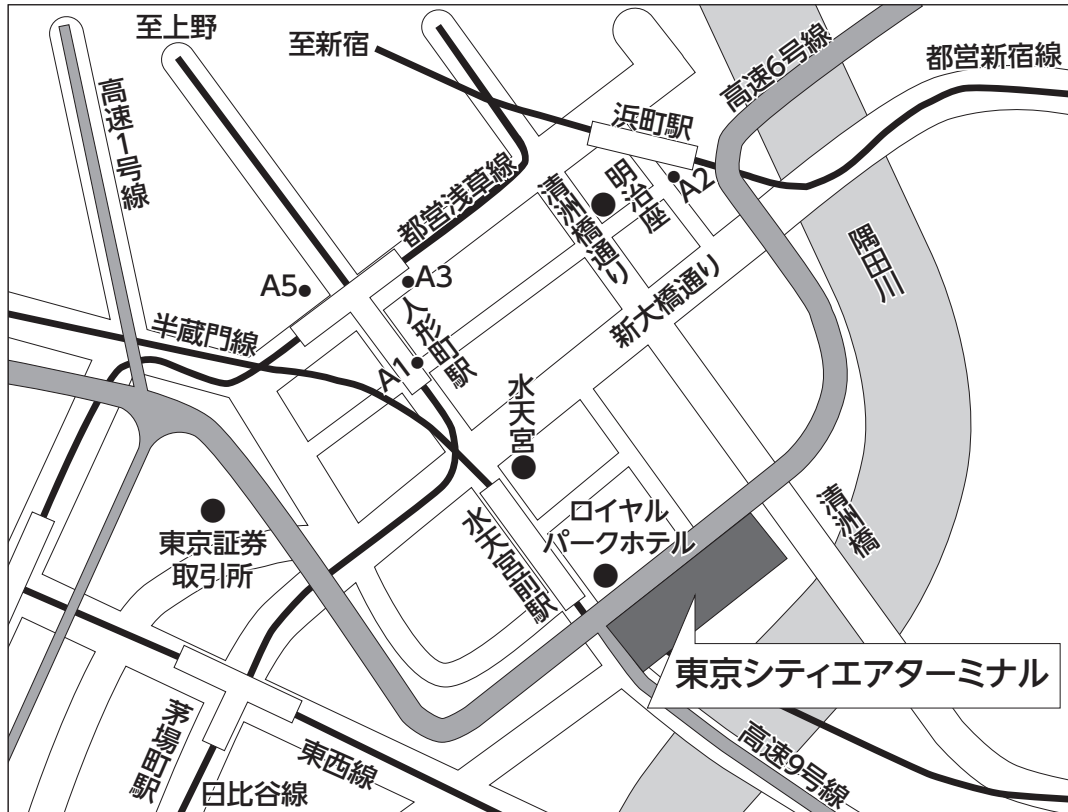 至上野
至新宿
高速6号線
都営新宿線
高速1号線
浜町駅
都営浅草線
清洲橋通り
明治座
A2
隅田川
A5
A3
人形町駅
新大橋通り
半蔵門線
A1
水天宮
ロイヤル
パークホテル
清洲橋
東京証券
取引所
水天宮前駅
東京シティエアターミナル
茅場町駅
東西線
日比谷線
高速9号線